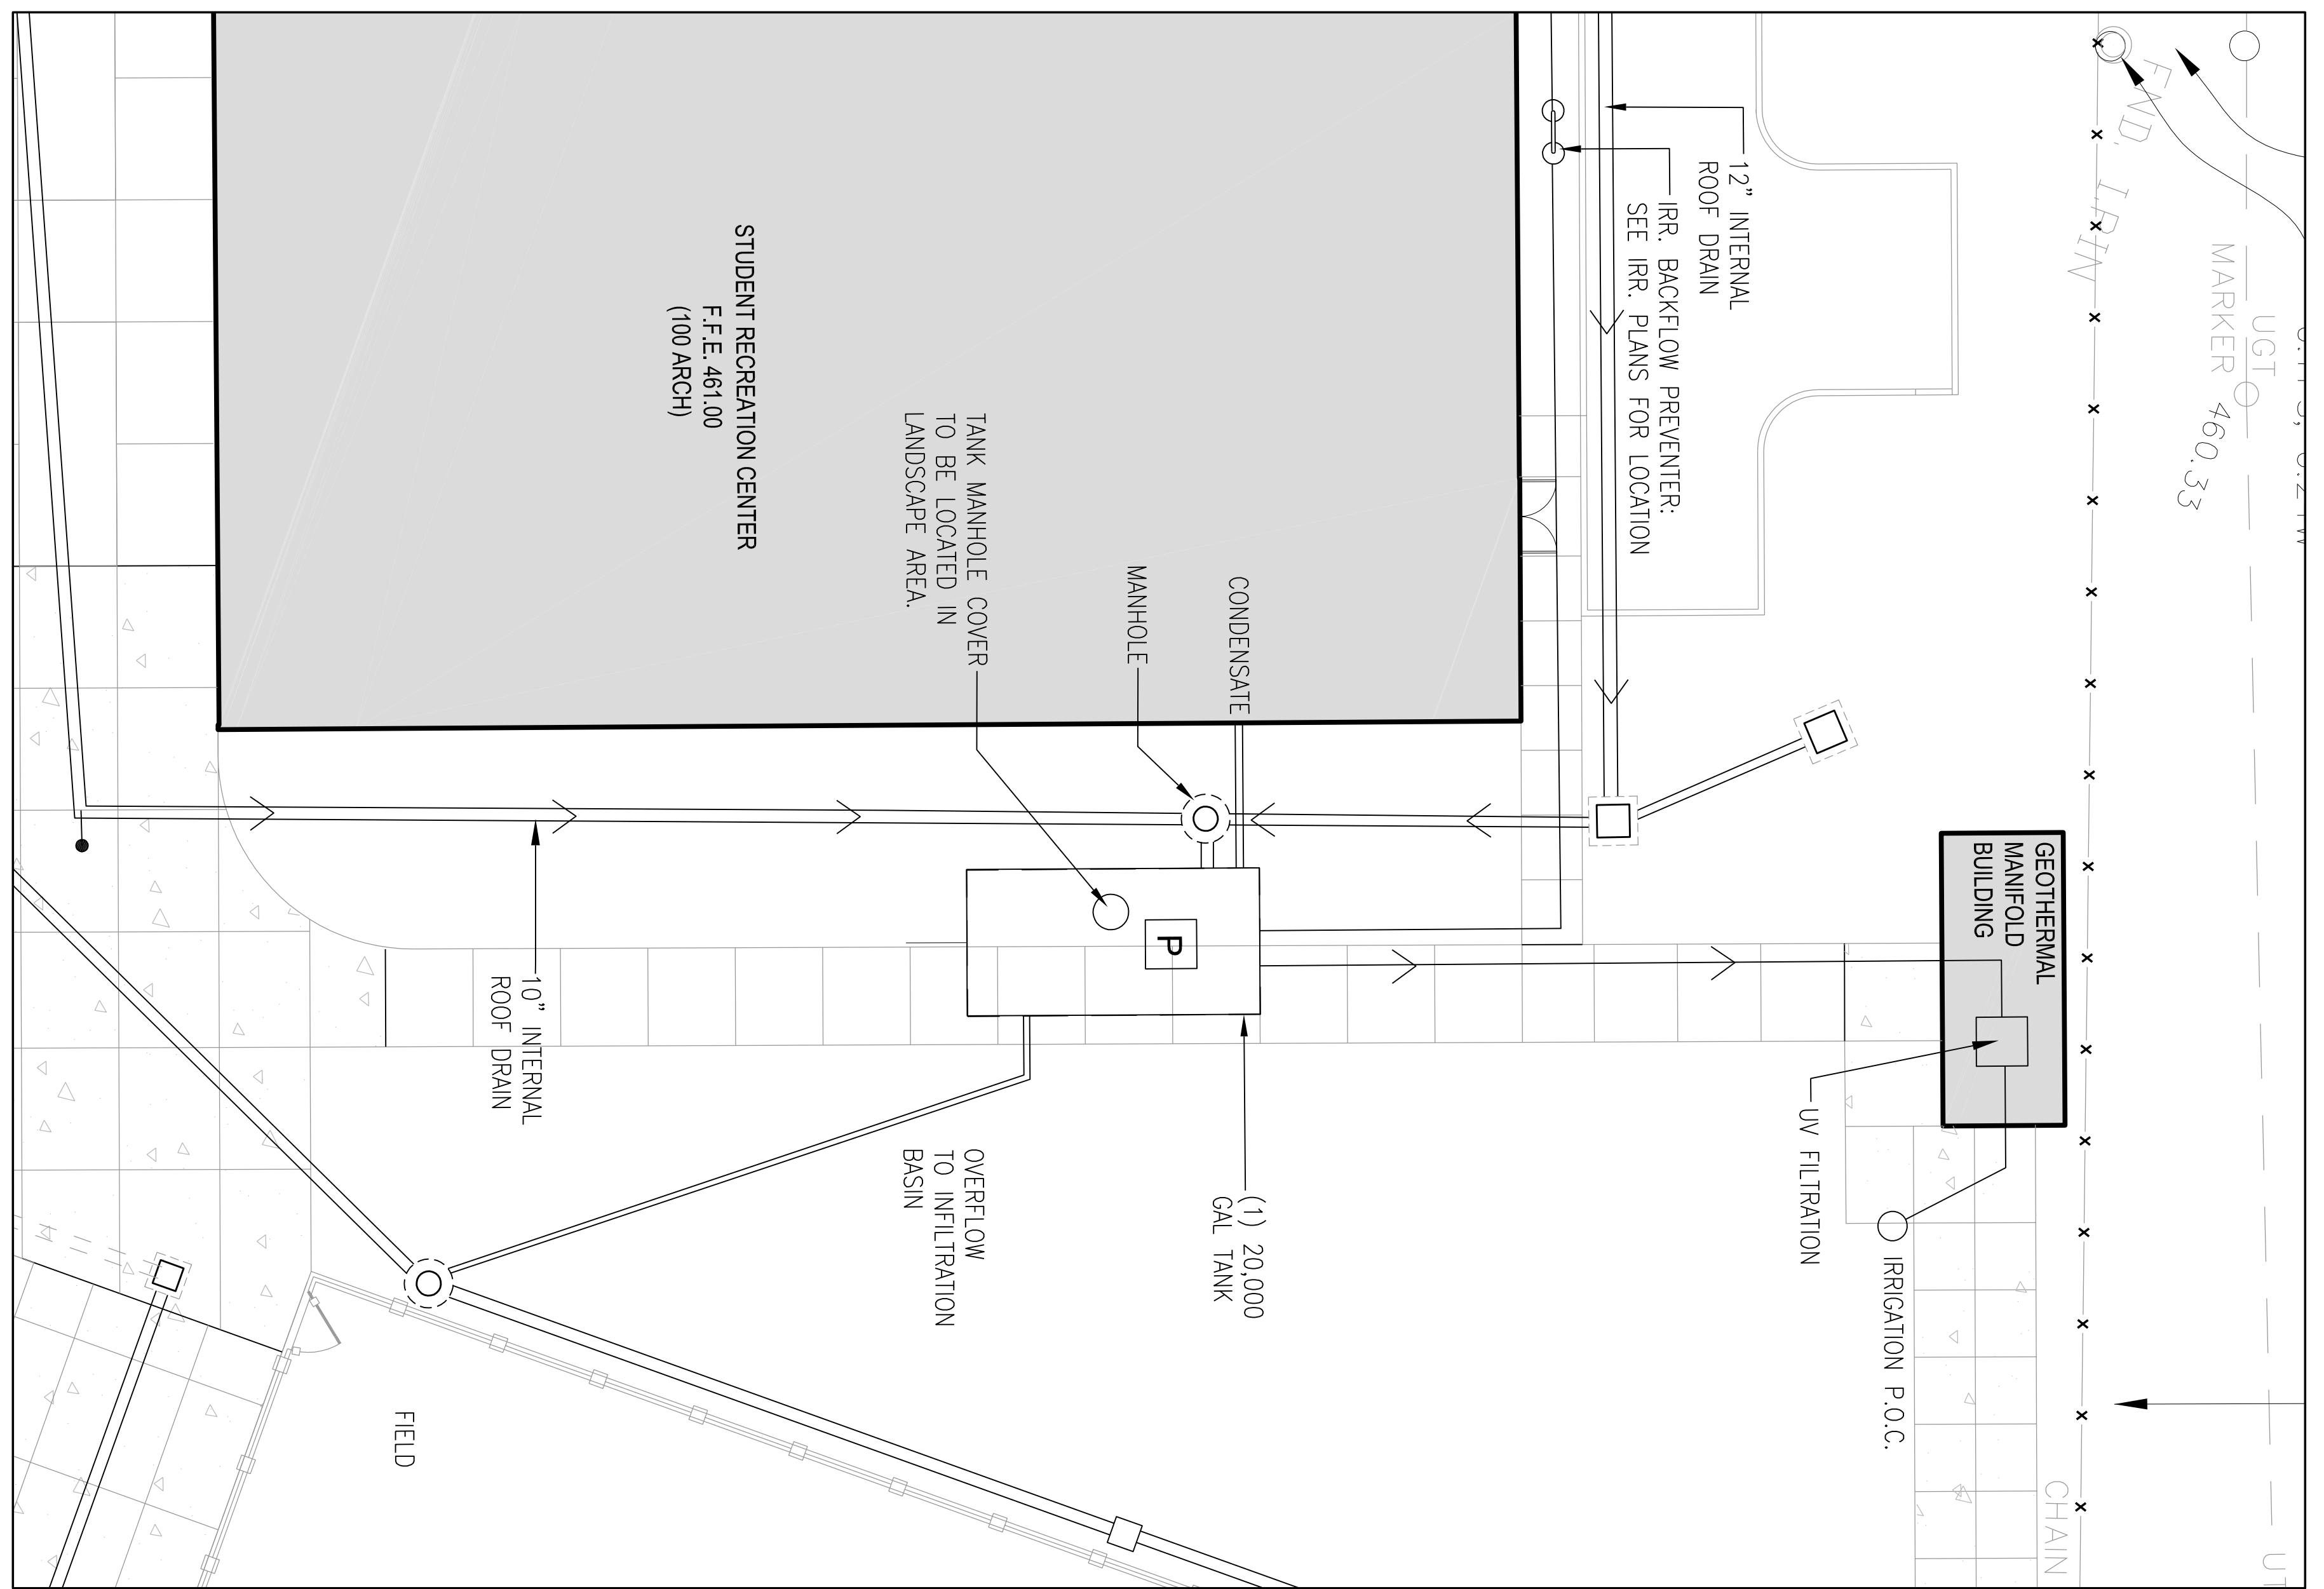 12" INTERNAL
ROOF DRAIN
IRR. BACKFLOW PREVENTER:
SEE IRR. PLANS FOR LOCATION
FND. I.PIN
UGT
MARKER
460.33
STUDENT RECREATION CENTER
F.F.E. 461.00
(100 ARCH)
TANK MANHOLE COVER
TO BE LOCATED IN
LANDSCAPE AREA.
MANHOLE
CONDENSATE
P
GEOTHERMAL
MANIFOLD
BUILDING
10" INTERNAL
ROOF DRAIN
OVERFLOW
TO INFILTRATION
BASIN
(1) 20,000
GAL TANK
UV FILTRATION
IRRIGATION P.O.C.
FIELD
CHAIN